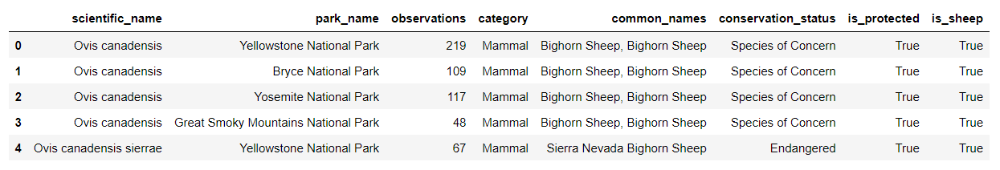 scientific_name park_name observations category common_names conservation_status is_protected is_sheep
0 Ovis canadensis Yellowstone National Park 219 Mammal Bighorn Sheep, Bighorn Sheep Species of Concern True True
1 Ovis canadensis Bryce National Park 109 Mammal Bighorn Sheep, Bighorn Sheep Species of Concern True True
2 Ovis canadensis Yosemite National Park 117 Mammal Bighorn Sheep, Bighorn Sheep Species of Concern True True
3 Ovis canadensis Great Smoky Mountains National Park 48 Mammal Bighorn Sheep, Bighorn Sheep Species of Concern True True
4 Ovis canadensis sierrae Yellowstone National Park 67 Mammal Sierra Nevada Bighorn Sheep Endangered True True